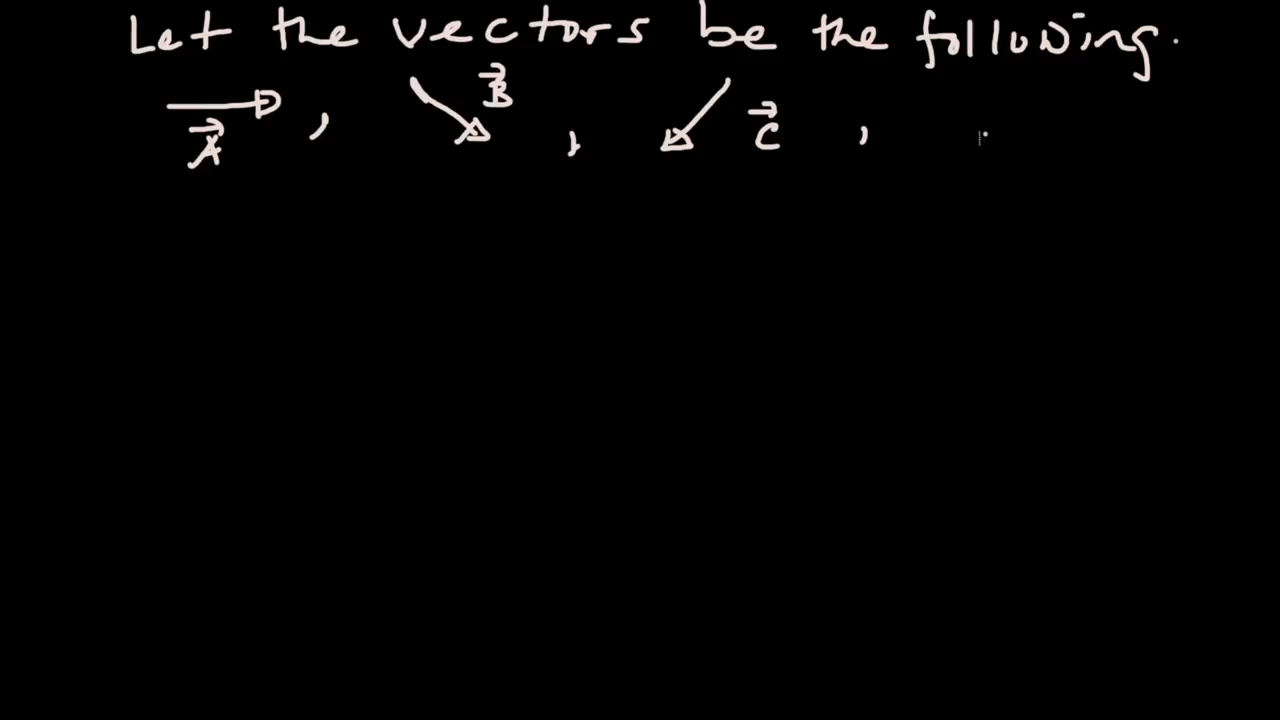 Let the vectors be the following.
A⃗ , B⃗ , C⃗ ,